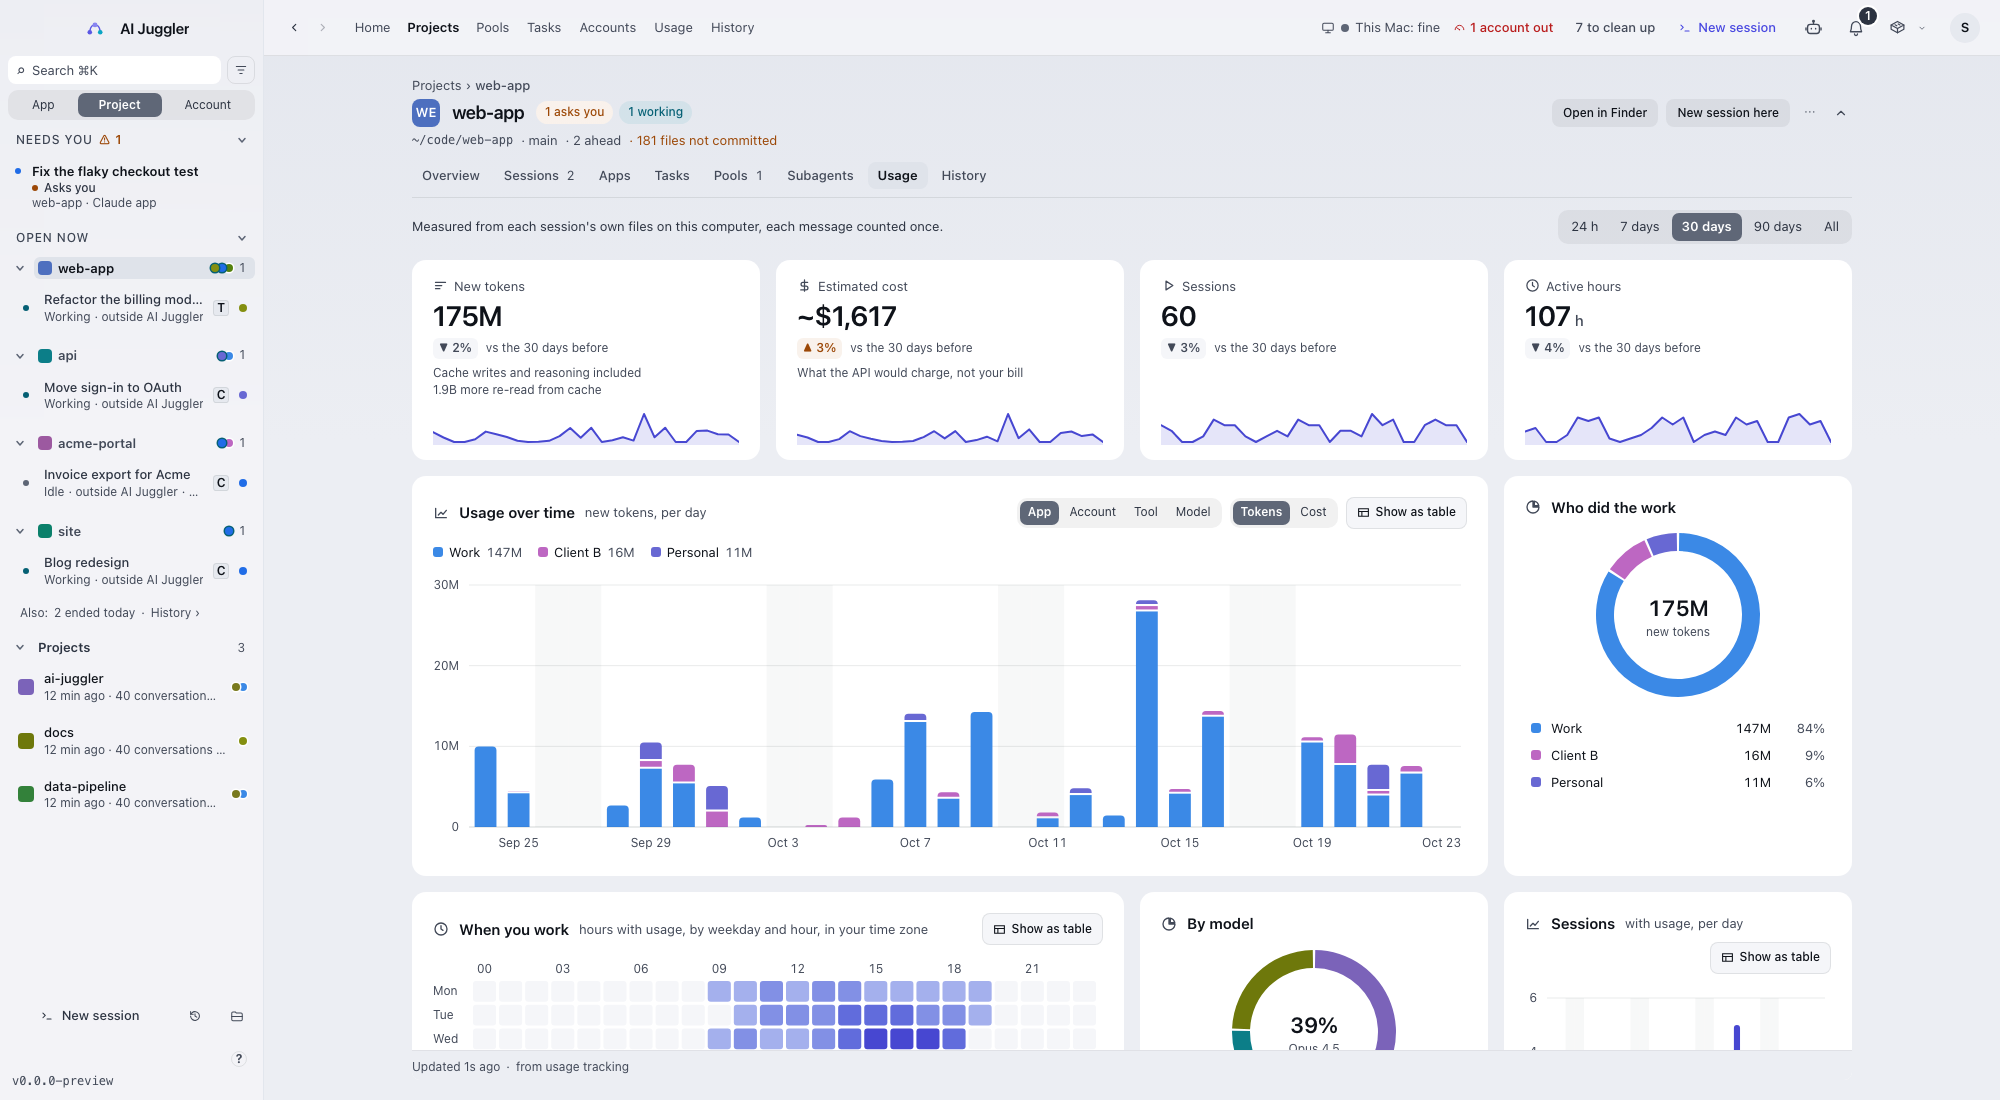 AI Juggler
Search ⌘K
App Project Account
NEEDS YOU 1
Fix the flaky checkout test
Asks you
web-app · Claude app
OPEN NOW
web-app 1
Refactor the billing mod... T
Working · outside AI Juggler
api 1
Move sign-in to OAuth C
Working · outside AI Juggler
acme-portal 1
Invoice export for Acme C
Idle · outside AI Juggler · ...
site 1
Blog redesign C
Working · outside AI Juggler
Also: 2 ended today · History ›
Projects 3
ai-juggler
12 min ago · 40 conversation...
docs
12 min ago · 40 conversations ...
data-pipeline
12 min ago · 40 conversation...
New session
?
v0.0.0-preview
Home Projects Pools Tasks Accounts Usage History
This Mac: fine 1 account out 7 to clean up New session 1 S
Projects › web-app
WE web-app 1 asks you 1 working
Open in Finder New session here ...
~/code/web-app · main · 2 ahead · 181 files not committed
Overview Sessions 2 Apps Tasks Pools 1 Subagents Usage History
Measured from each session's own files on this computer, each message counted once.
24 h 7 days 30 days 90 days All
New tokens
175M
▼ 2% vs the 30 days before
Cache writes and reasoning included
1.9B more re-read from cache
Estimated cost
~$1,617
▲ 3% vs the 30 days before
What the API would charge, not your bill
Sessions
60
▼ 3% vs the 30 days before
Active hours
107 h
▼ 4% vs the 30 days before
Usage over time new tokens, per day
App Account Tool Model Tokens Cost Show as table
Work 147M Client B 16M Personal 11M
30M
20M
10M
0
Sep 25 Sep 29 Oct 3 Oct 7 Oct 11 Oct 15 Oct 19 Oct 23
Who did the work
175M
new tokens
Work 147M 84%
Client B 16M 9%
Personal 11M 6%
When you work hours with usage, by weekday and hour, in your time zone
Show as table
00 03 06 09 12 15 18 21
Mon
Tue
Wed
By model
39%
Opus 4.5
Sessions with usage, per day
Show as table
6
4
Updated 1s ago · from usage tracking